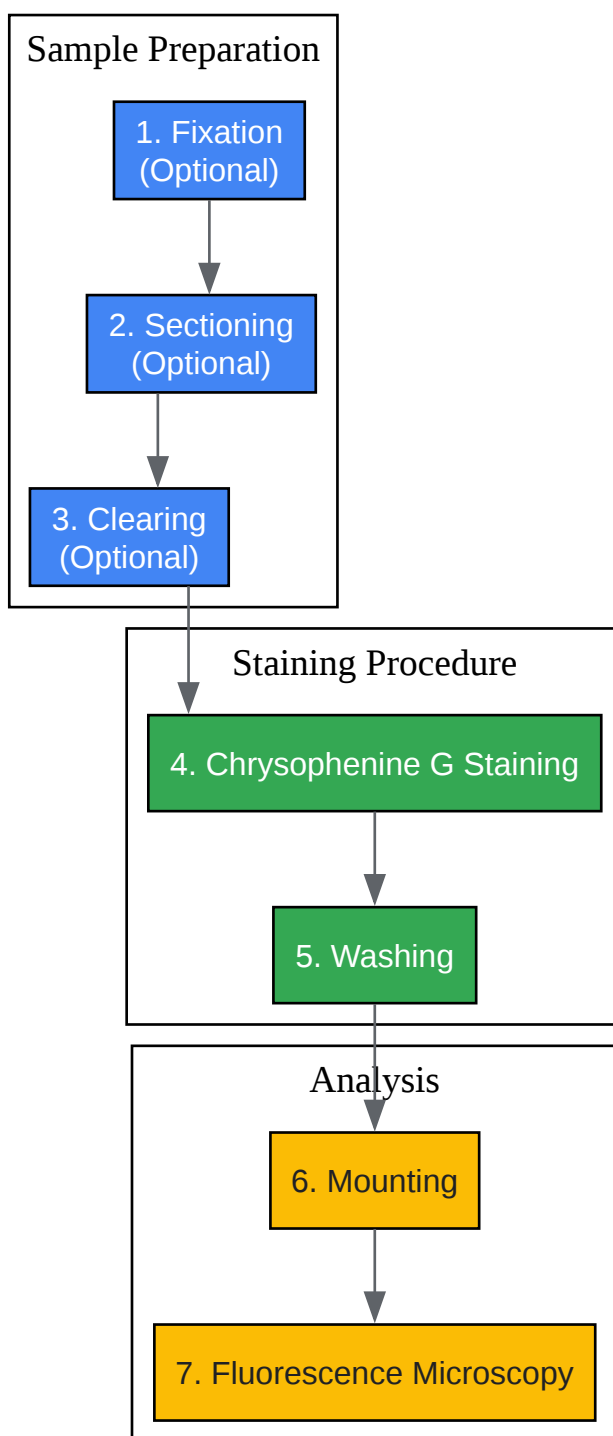 Sample Preparation
1. Fixation
(Optional)
2. Sectioning
(Optional)
3. Clearing
(Optional)
Staining Procedure
4. Chrysophenine G Staining
5. Washing
Analysis
6. Mounting
7. Fluorescence Microscopy